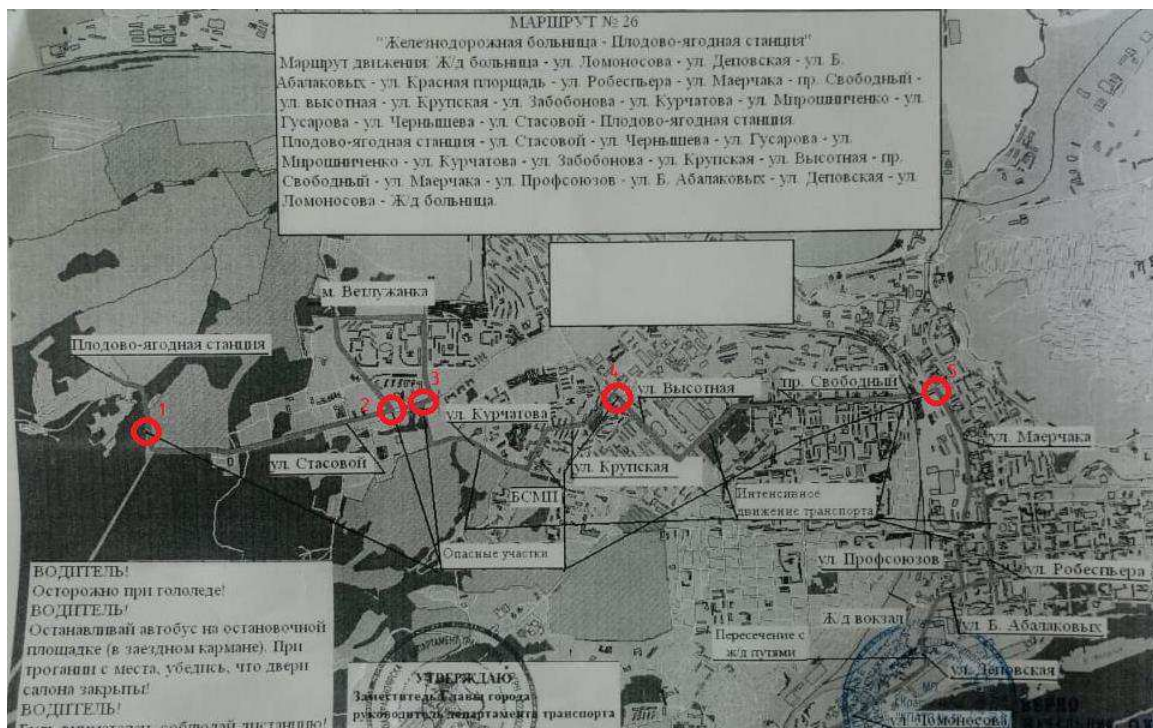 МАРШРУТ № 26
"Железнодорожная больница - Плодово-ягодная станция"
Маршрут движения: Ж/д больница - ул. Ломоносова - ул. Деповская - ул. Б.
Абалаковых - ул. Красная площадь - ул. Робеспьера - ул. Маерчака - пр. Свободный -
ул. высотная - ул. Крупская - ул. Забобонова - ул. Курчатова - ул. Мирошниченко - ул.
Гусарова - ул. Чернышева - ул. Стасовой - Плодово-ягодная станция.
Плодово-ягодная станция - ул. Стасовой - ул. Чернышева - ул. Гусарова - ул.
Мирошниченко - ул. Курчатова - ул. Забобонова - ул. Крупская - ул. Высотная - пр.
Свободный - ул. Маерчака - ул. Профсоюзов - ул. Б. Абалаковых - ул. Деповская - ул.
Ломоносова - Ж/д больница.
м. Ветлужанка
Плодово-ягодная станция
1
2
3
4
5
ул. Высотная
пр. Свободный
ул. Курчатова
ул. Маерчака
ул. Стасовой
ул. Крупская
БСМП
Интенсивное
движение транспорта
Опасные участки
ул. Профсоюзов
ул. Робеспьера
Ж/д вокзал
ул. Б. Абалаковых
Пересечение с
ж/д путями
ул. Деповская
ул. Ломоносова
ВОДИТЕЛЬ!
Осторожно при гололеде!
ВОДИТЕЛЬ!
Останавливай автобус на остановочной
площадке (в заездном кармане). При
трогании с места, убедись, что двери
салона закрыты!
ВОДИТЕЛЬ!
соблюдай дистанцию!
УТВЕРЖДАЮ
Заместитель Главы города
руководитель департамента транспорта
ВЕРНО